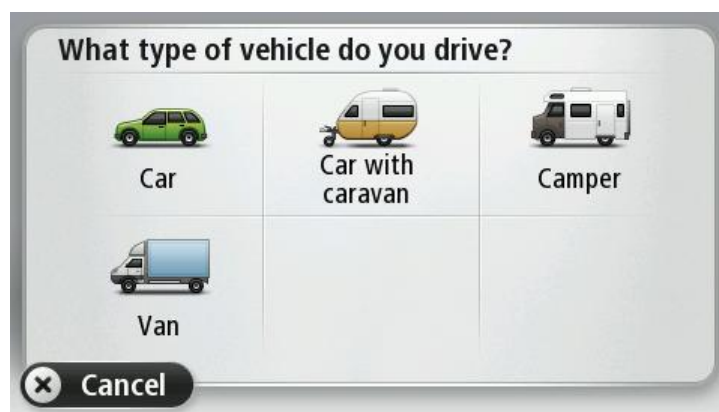 What type of vehicle do you drive?
Car
Car with
caravan
Camper
Van
Cancel